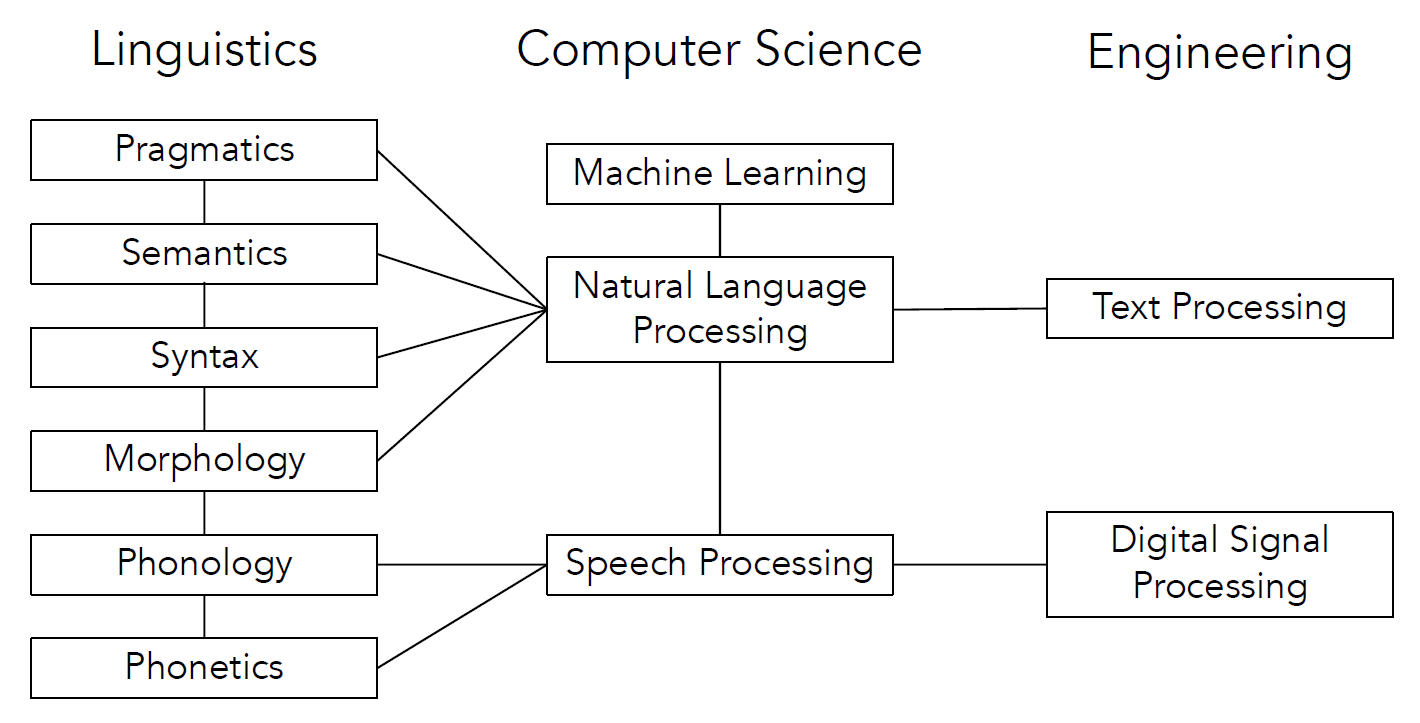 Linguistics
Computer Science
Engineering
Pragmatics
Semantics
Syntax
Morphology
Phonology
Phonetics
Machine Learning
Natural Language
Processing
Speech Processing
Text Processing
Digital Signal
Processing